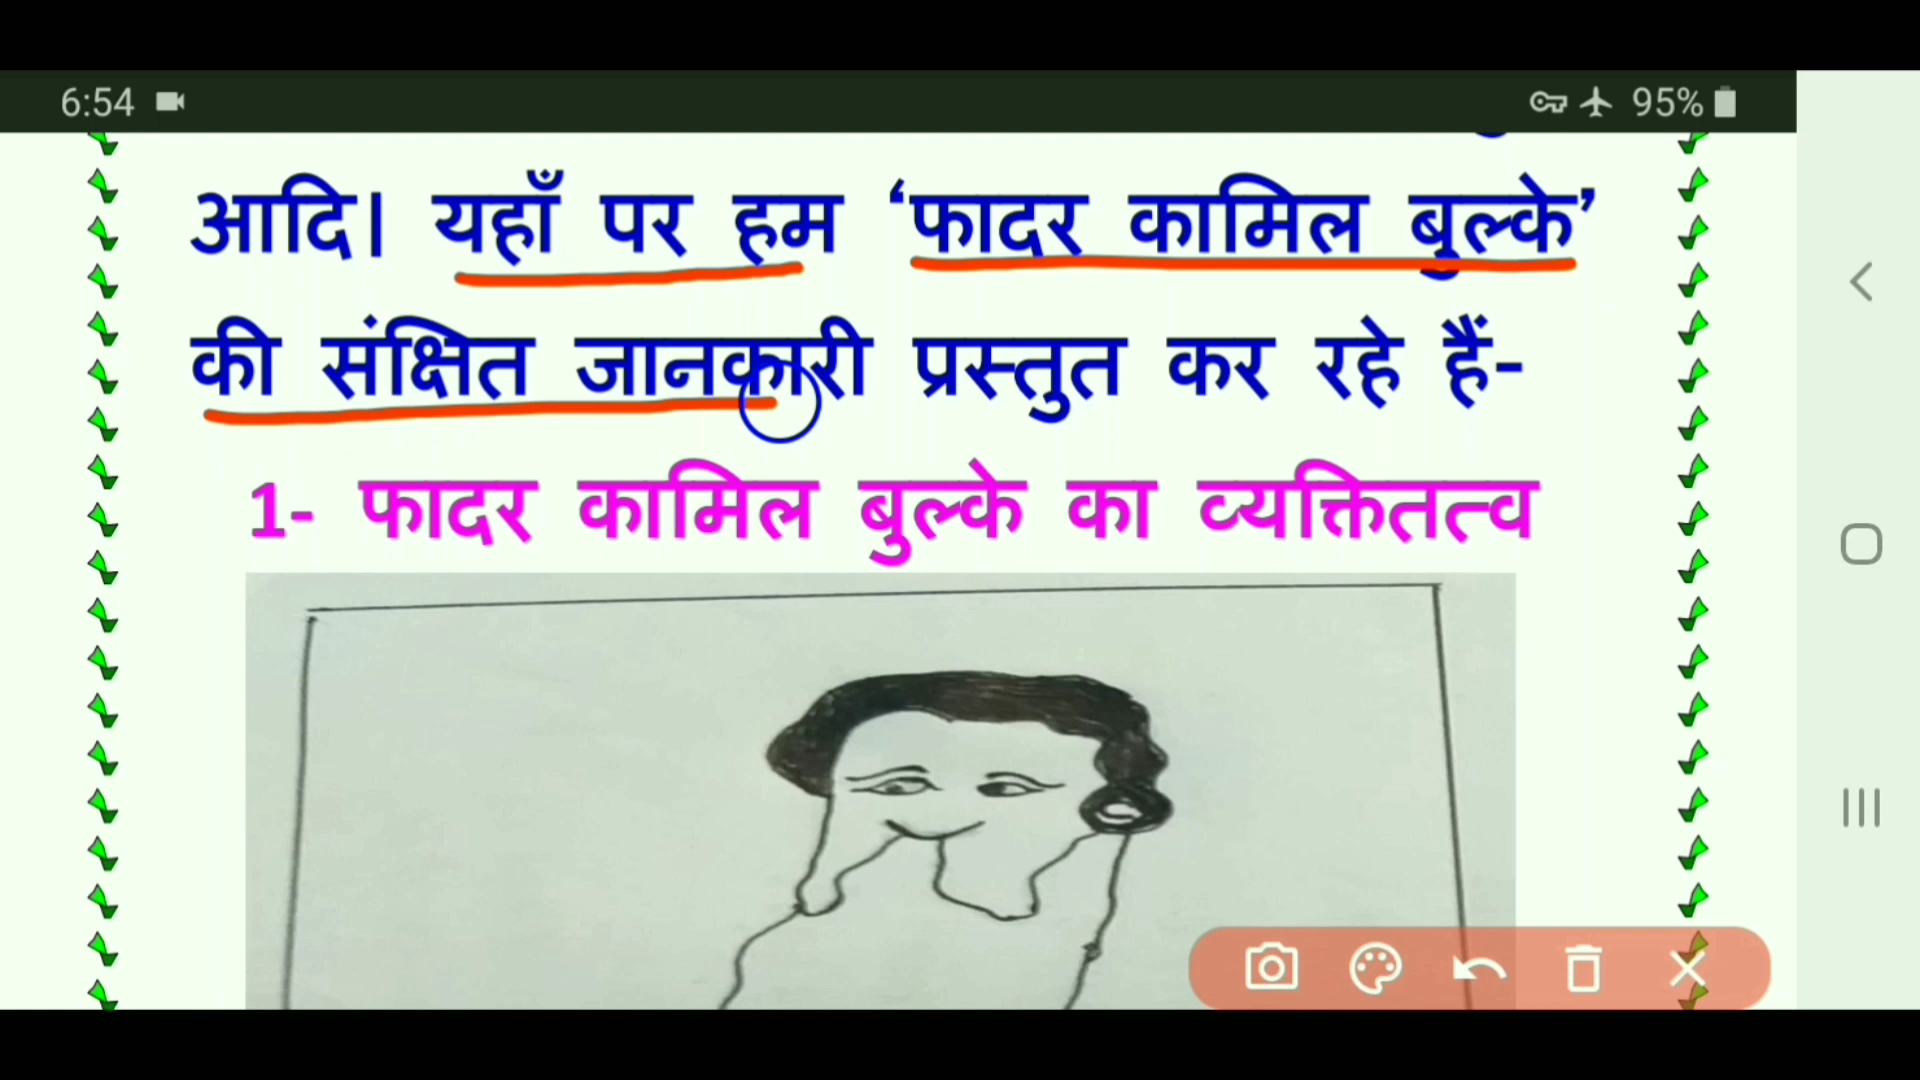 6:54 95%
आदि। यहाँ पर हम ‘फादर कामिल बुल्के’
की संक्षित जानकारी प्रस्तुत कर रहे हैं-
1- फादर कामिल बुल्के का व्यक्तितत्व